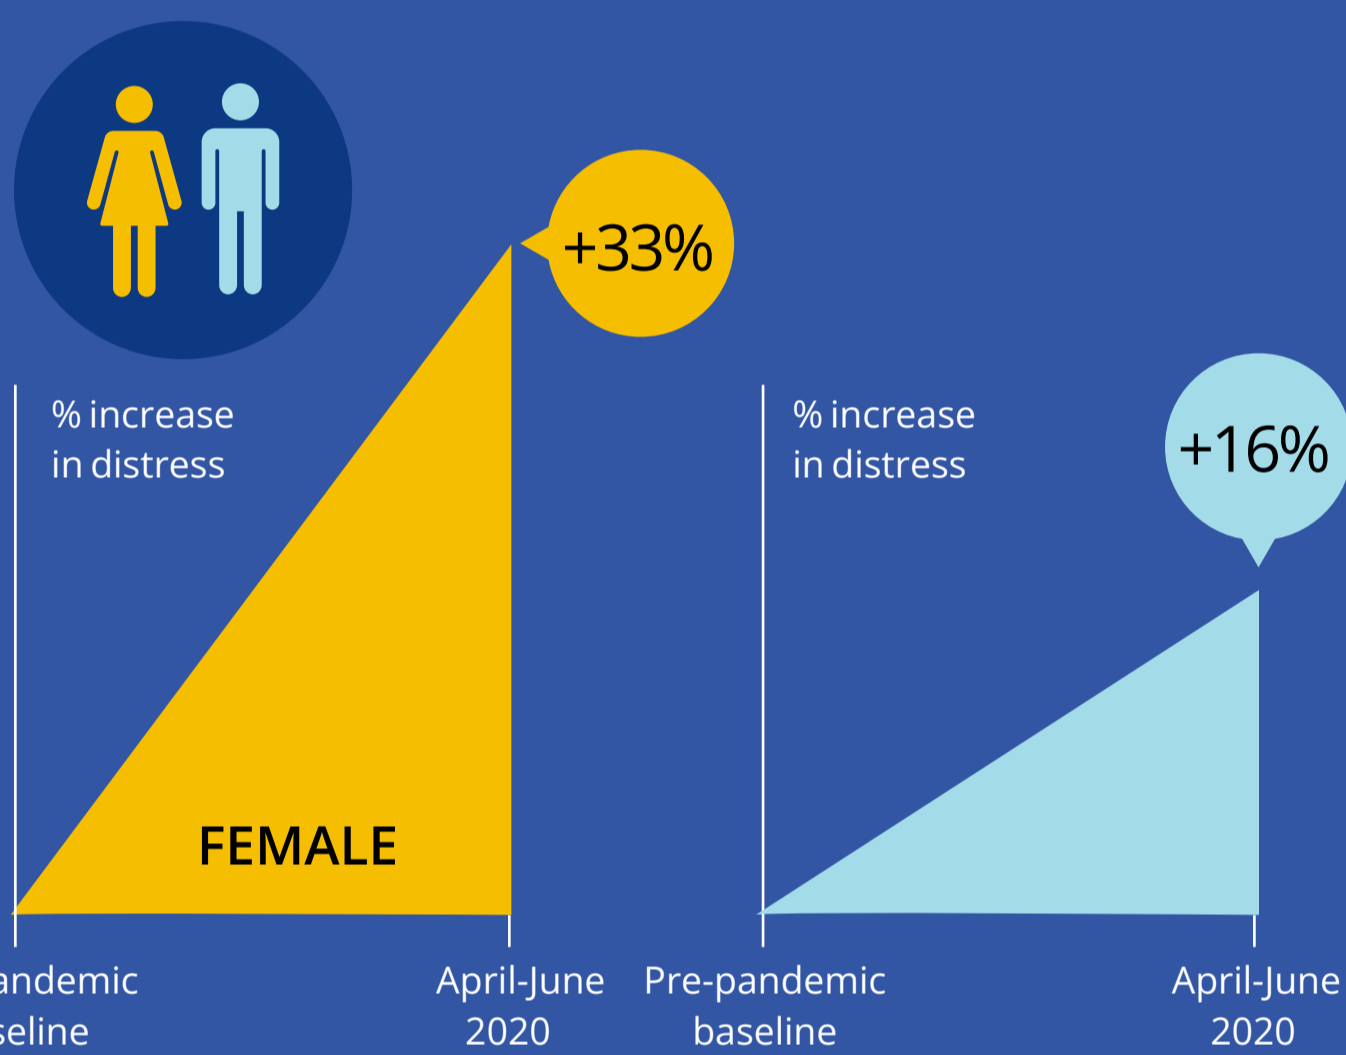 +33%
% increase
in distress
FEMALE
andemic
seline
April-June
2020
+16%
% increase
in distress
Pre-pandemic
baseline
April-June
2020